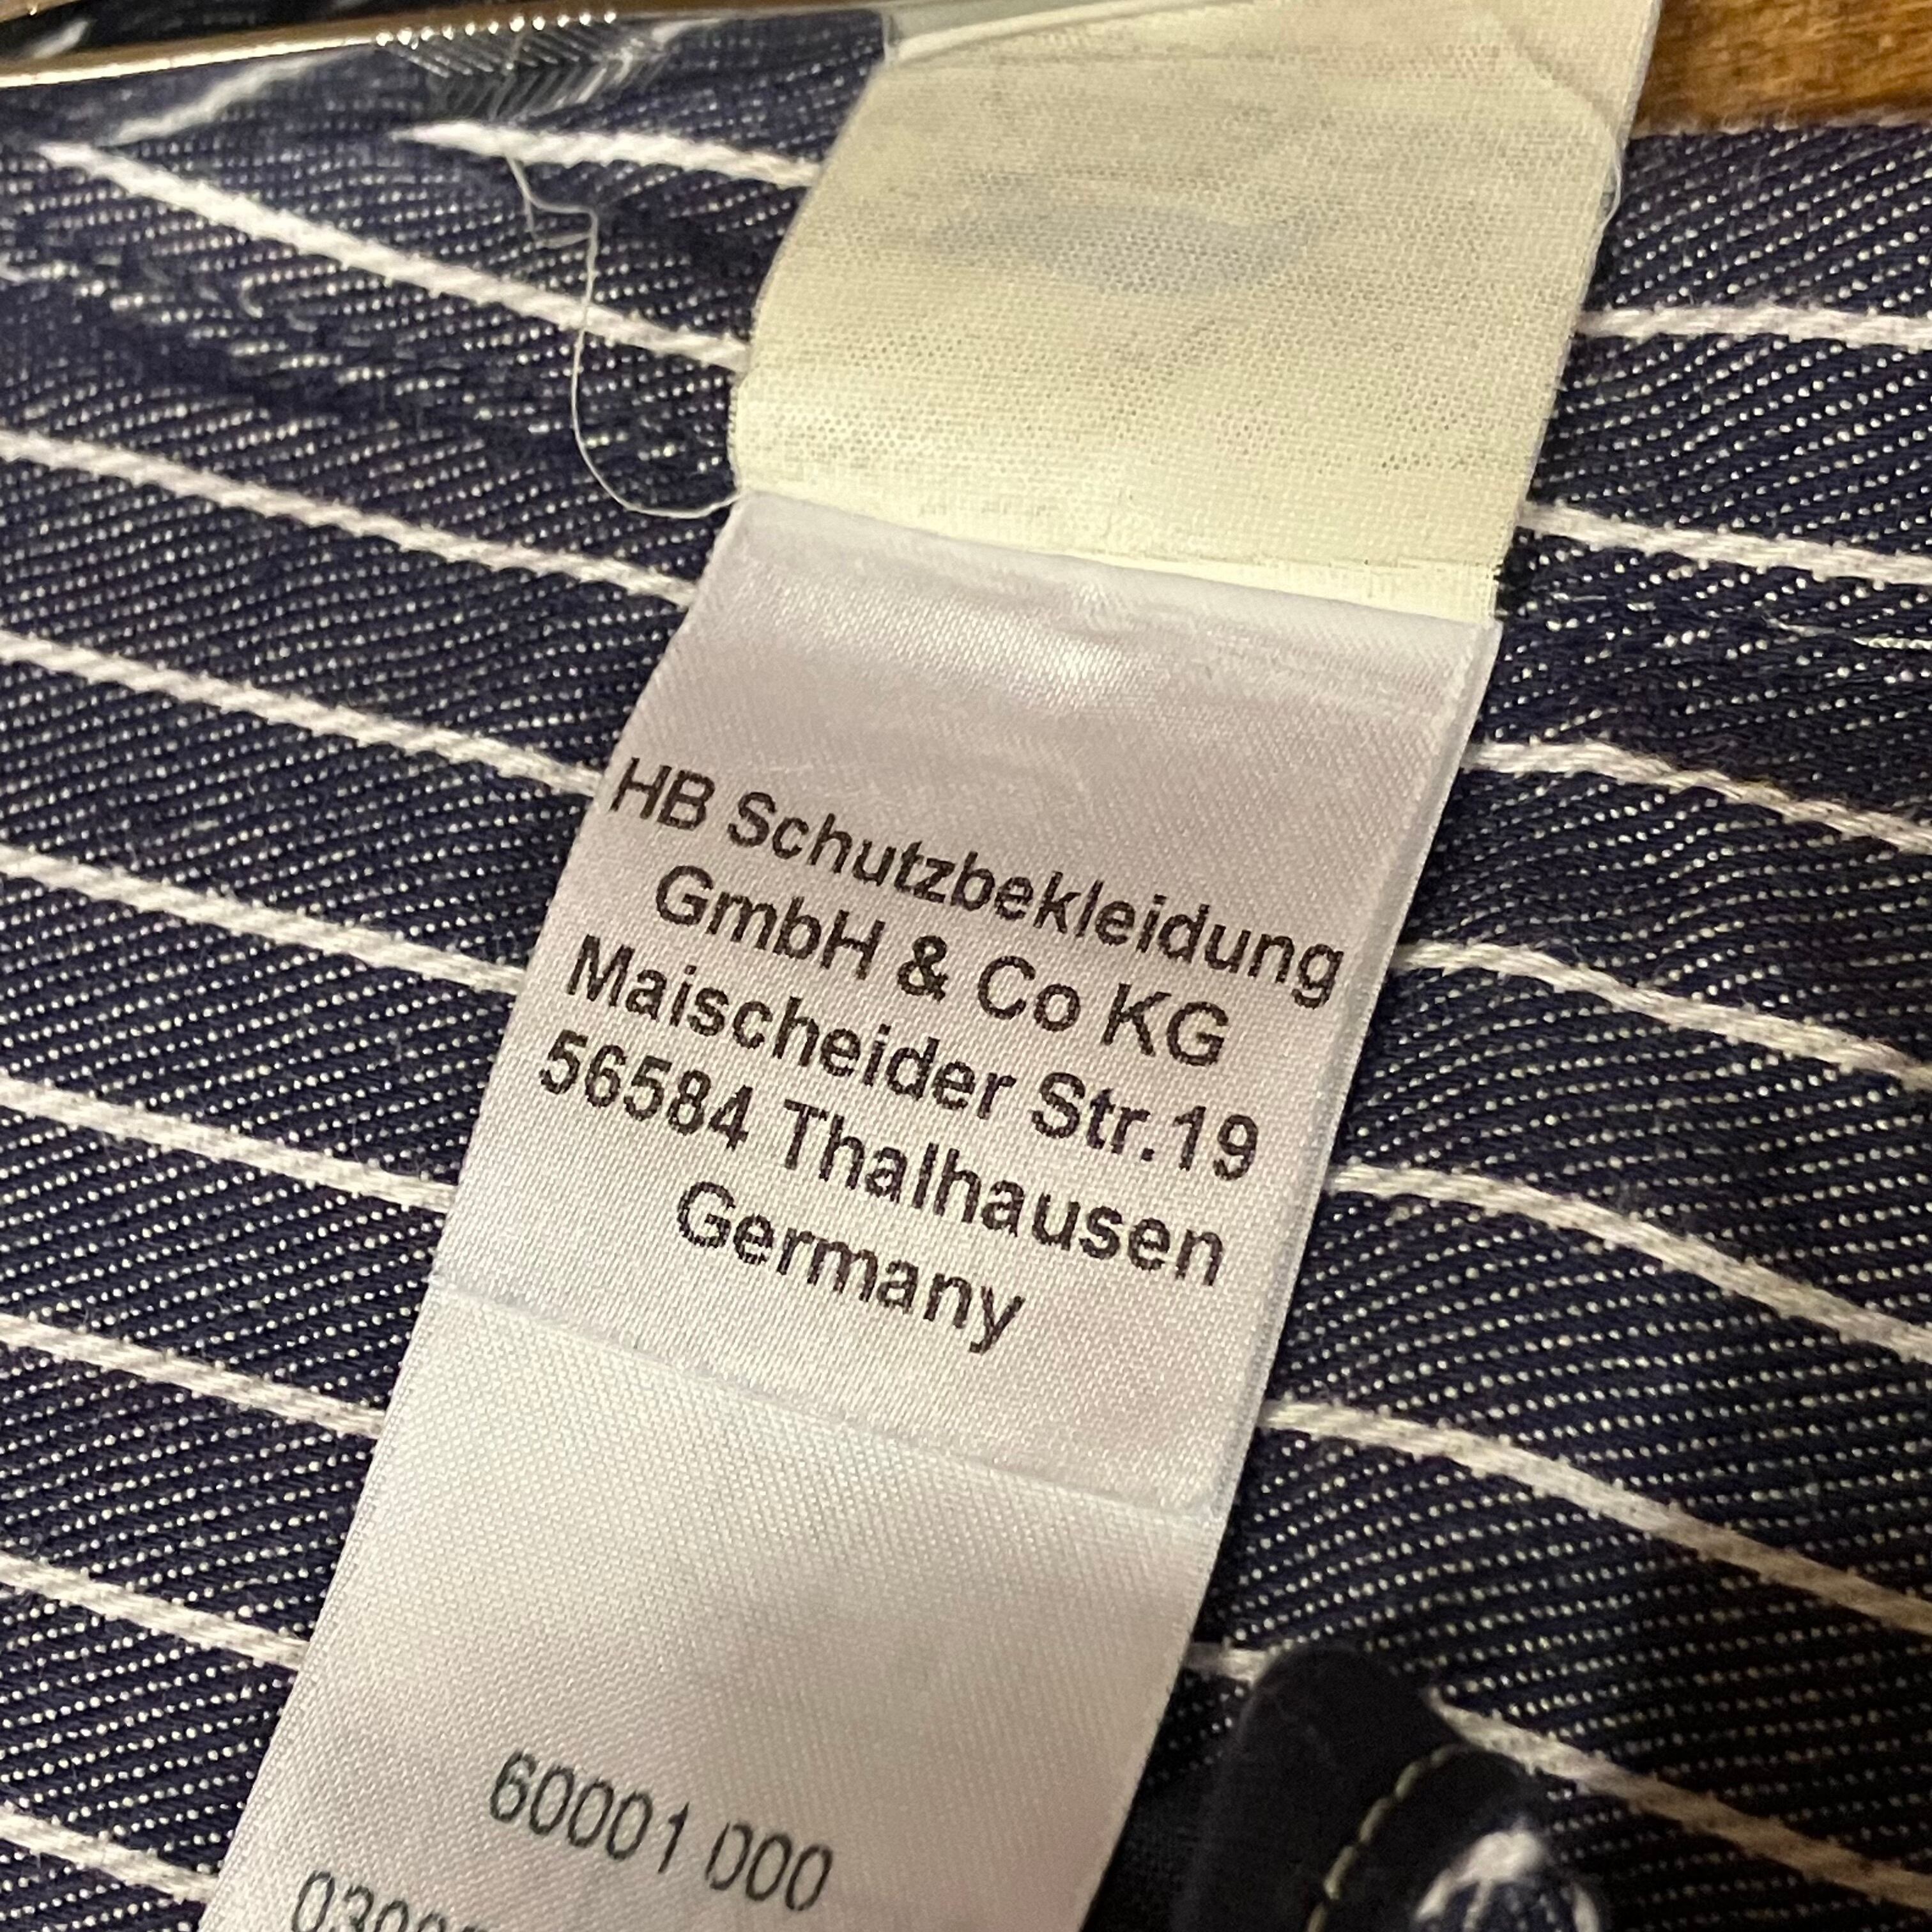 HB Schutzbekleidung
GmbH & Co KG
Maischeider Str.19
56584 Thalhausen
Germany
60001 000